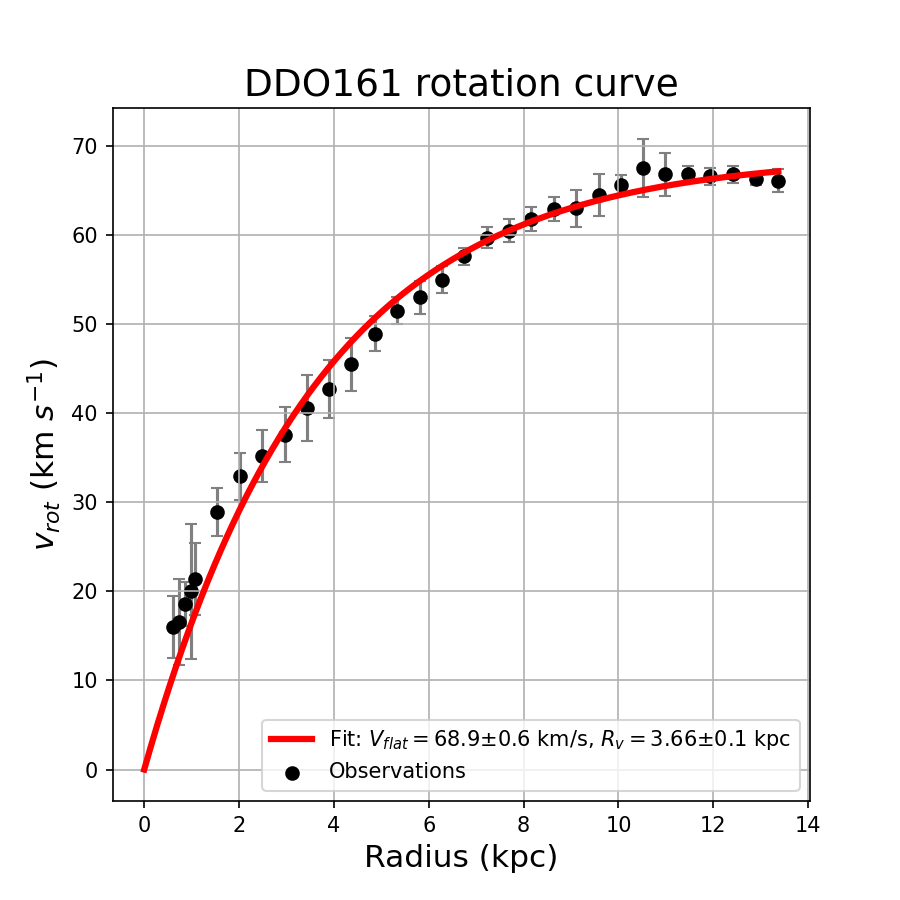 DDO161 rotation curve
70
60
50
40
30
20
10
0
v_rot (km s⁻¹)
Fit: V_flat = 68.9±0.6 km/s, R_v = 3.66±0.1 kpc
Observations
0 2 4 6 8 10 12 14
Radius (kpc)